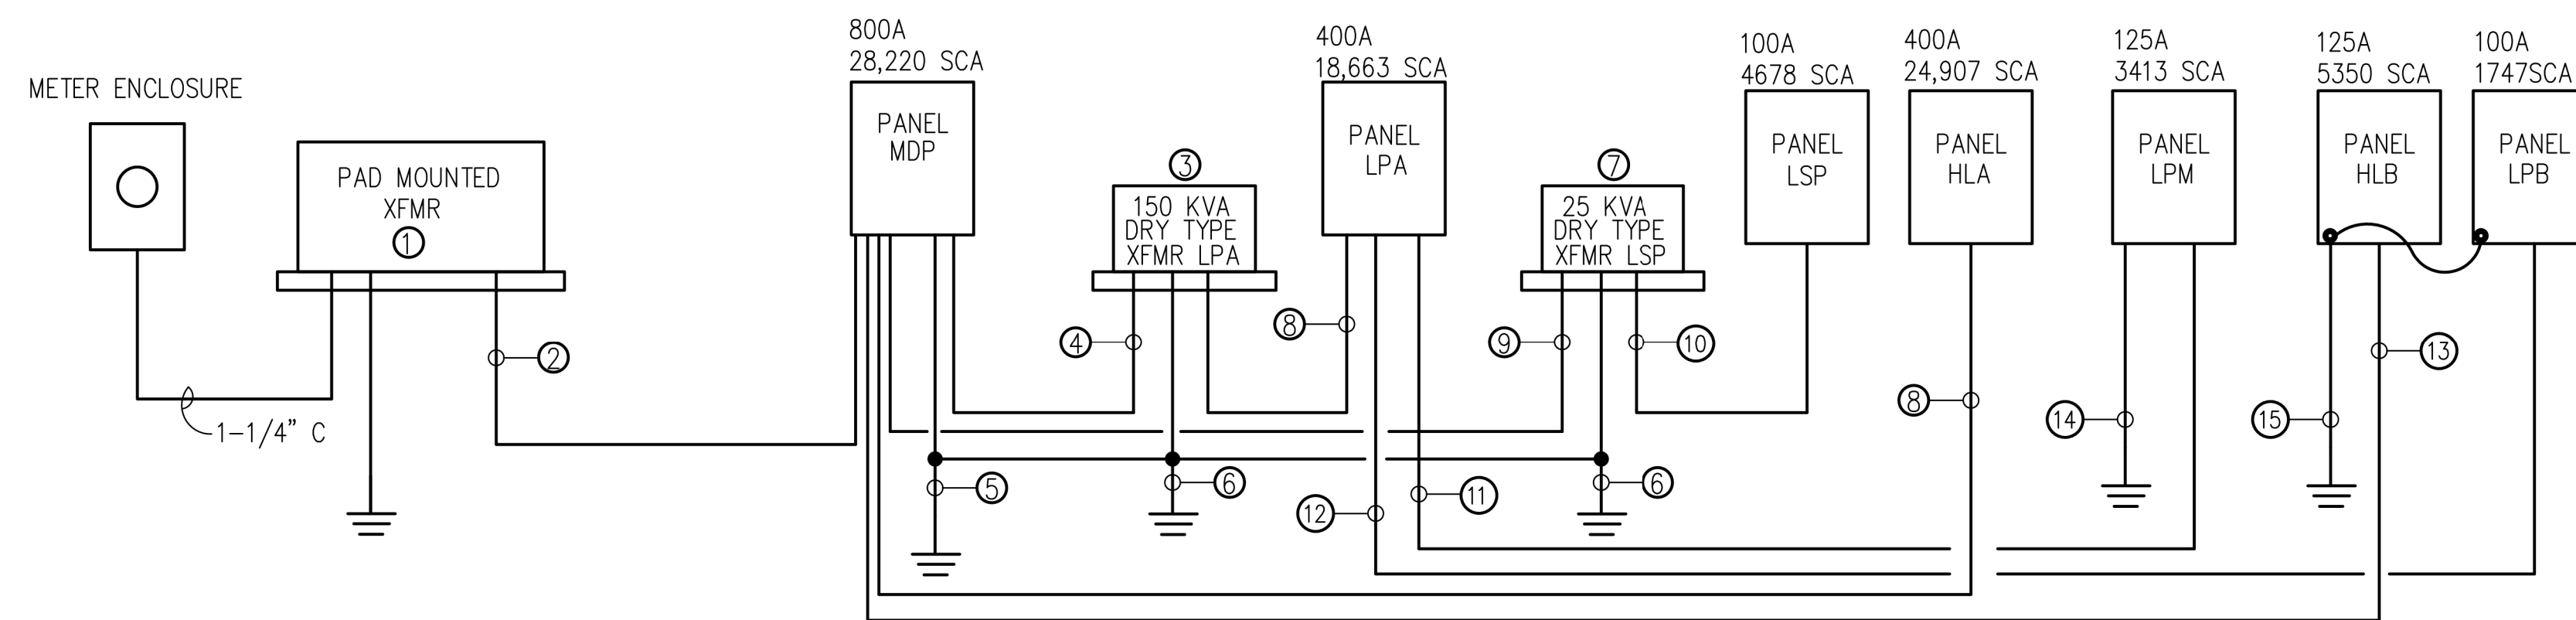 METER ENCLOSURE
PAD MOUNTED
XFMR
1
2
1-1/4" C
800A
28,220 SCA
PANEL
MDP
3
150 KVA
DRY TYPE
XFMR LPA
4
5
6
400A
18,663 SCA
PANEL
LPA
8
12
11
7
25 KVA
DRY TYPE
XFMR LSP
9
10
6
100A
4678 SCA
PANEL
LSP
400A
24,907 SCA
PANEL
HLA
8
125A
3413 SCA
PANEL
LPM
14
125A
5350 SCA
PANEL
HLB
15
13
100A
1747SCA
PANEL
LPB